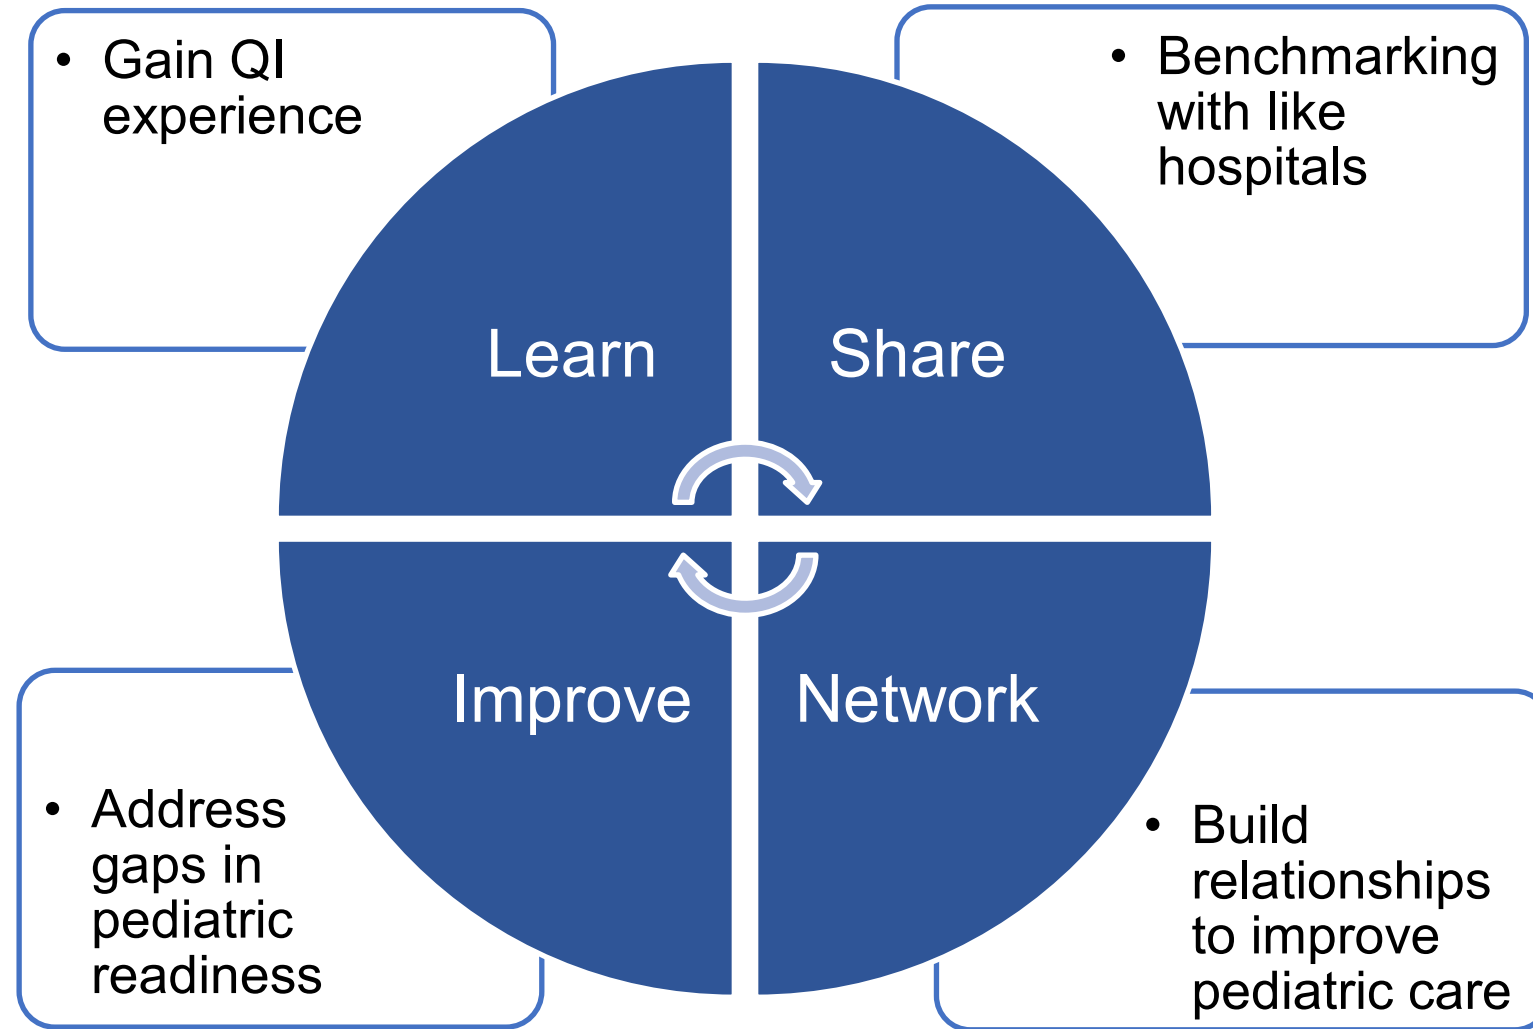 • Gain QI
experience
• Benchmarking
with like
hospitals
Learn
Share
Improve
Network
• Address
gaps in
pediatric
readiness
• Build
relationships
to improve
pediatric care